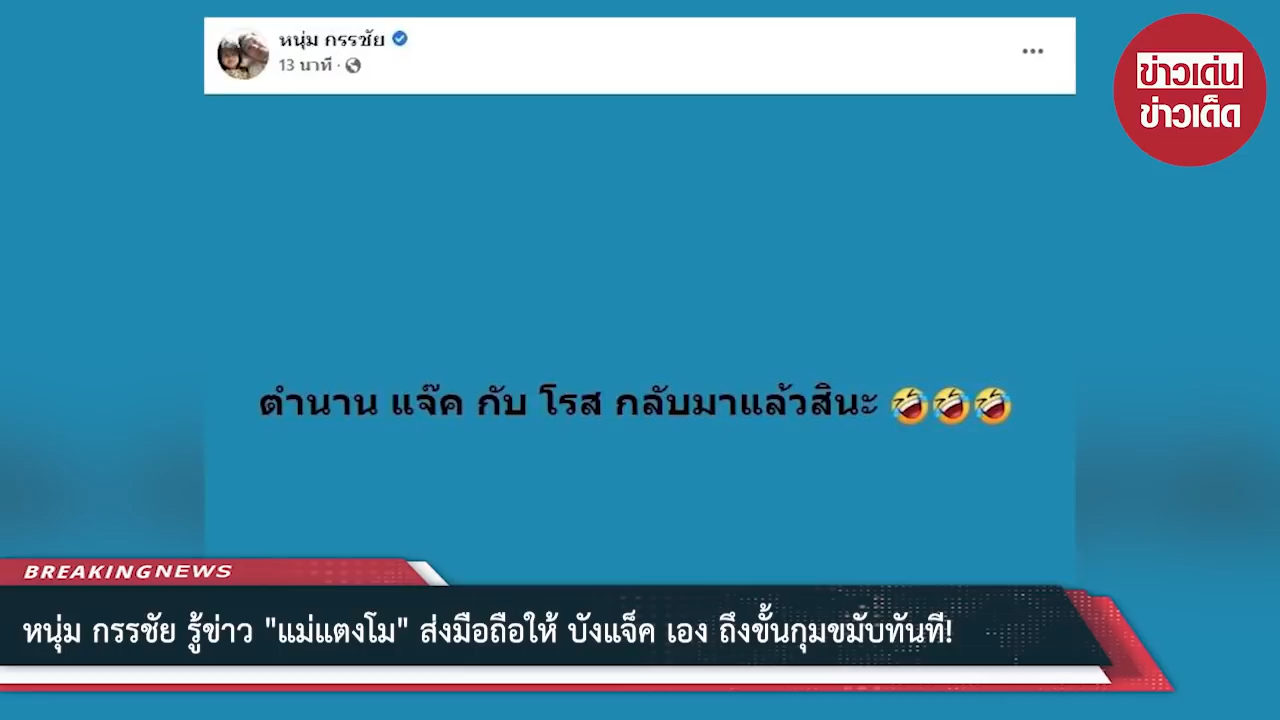 หนุ่ม กรรชัย
13 นาที ·
ข่าวเด่น
ข่าวเด็ด
ตำนาน แจ๊ค กับ โรส กลับมาแล้วสินะ 🤣🤣🤣
BREAKINGNEWS
หนุ่ม กรรชัย รู้ข่าว "แม่แตงโม" ส่งมือถือให้ บังแจ็ค เอง ถึงขั้นกุมขมับทันที!